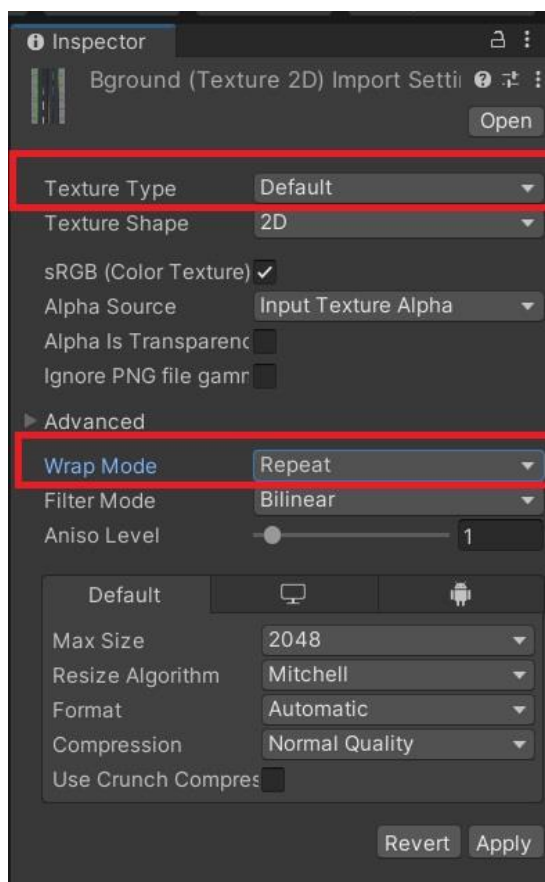 Inspector
Bground (Texture 2D) Import Setti
Open
Texture Type Default
Texture Shape 2D
sRGB (Color Texture)
Alpha Source Input Texture Alpha
Alpha Is Transparenc
Ignore PNG file gamr
Advanced
Wrap Mode Repeat
Filter Mode Bilinear
Aniso Level 1
Default
Max Size 2048
Resize Algorithm Mitchell
Format Automatic
Compression Normal Quality
Use Crunch Compres
Revert Apply